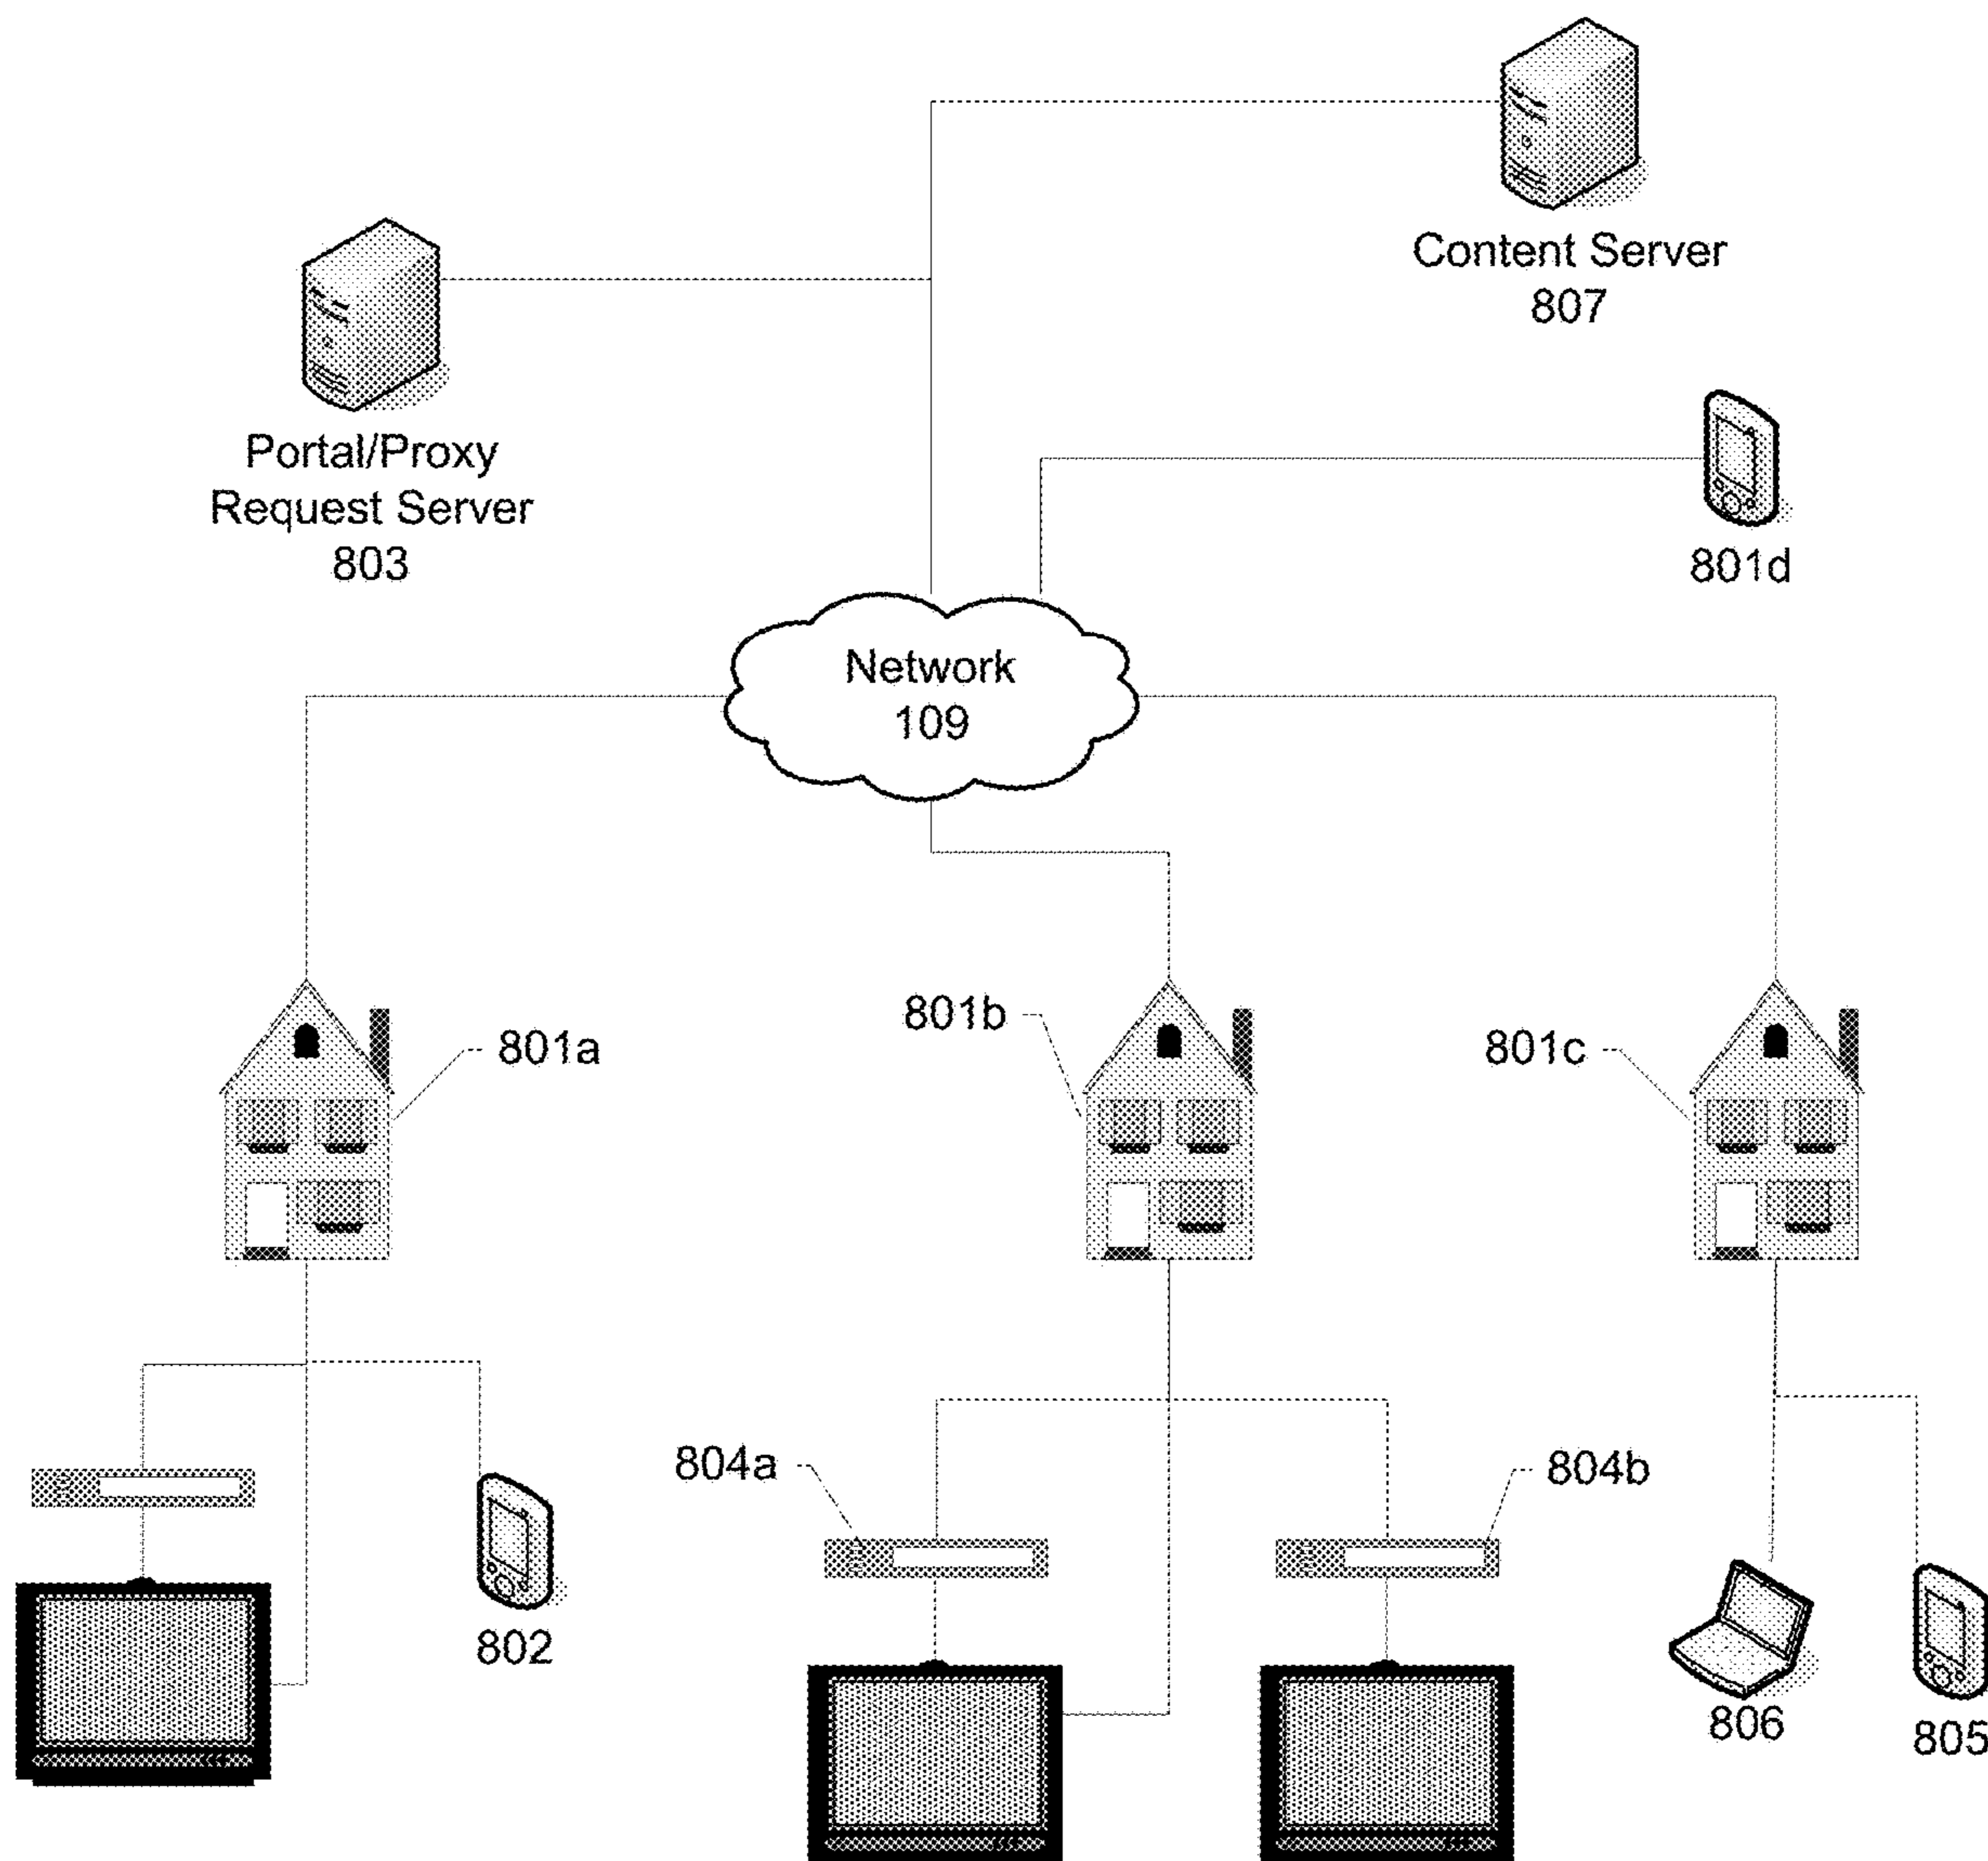 Content Server
807
Portal/Proxy
Request Server
803
801d
Network
109
801a
801b
801c
804a
804b
802
806
805